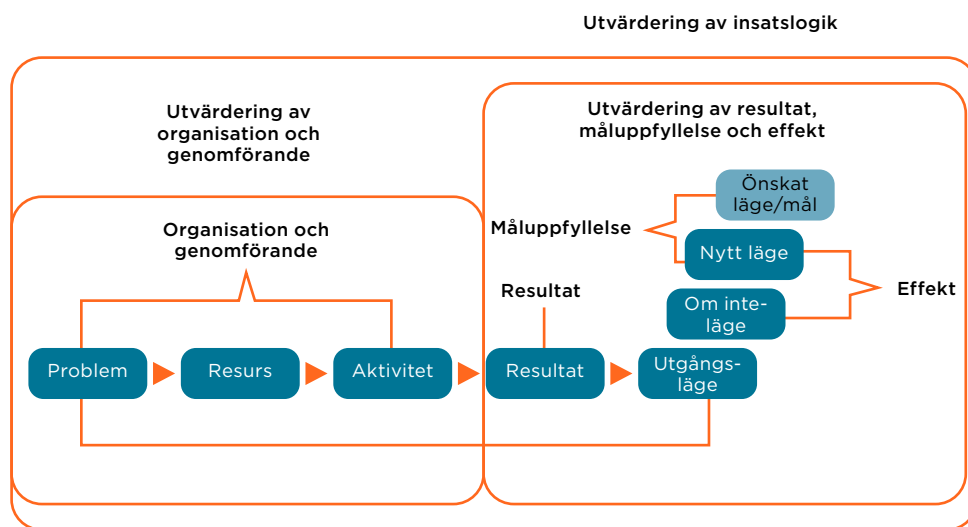 Utvärdering av insatslogik
Utvärdering av
organisation och
genomförande
Utvärdering av resultat,
måluppfyllelse och effekt
Organisation och
genomförande
Önskat
läge/mål
Måluppfyllelse
Nytt läge
Resultat
Om inte-
läge
Effekt
Problem
Resurs
Aktivitet
Resultat
Utgångs-
läge